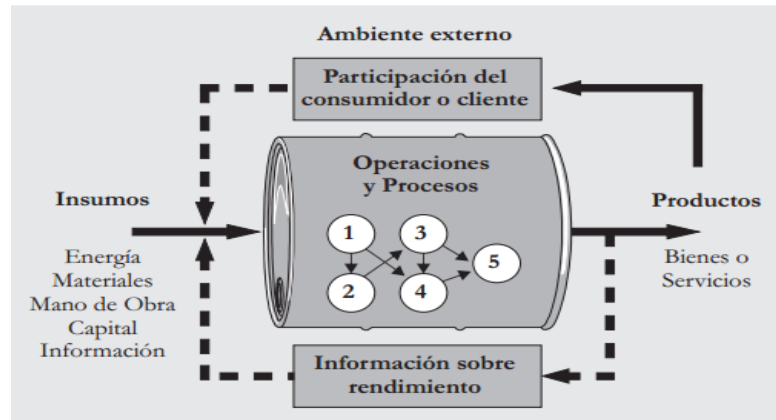 Ambiente externo
Participación del
consumidor o cliente
Operaciones
y Procesos
Insumos
Energía
Materiales
Mano de Obra
Capital
Información
1
3
5
2
4
Productos
Bienes o
Servicios
Información sobre
rendimiento